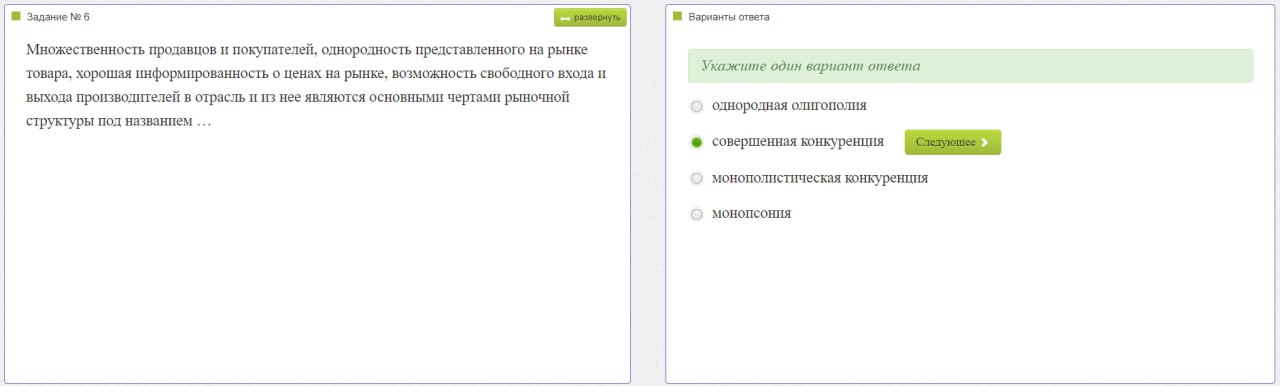 Задание № 6
развернуть
Множественность продавцов и покупателей, однородность представленного на рынке
товара, хорошая информированность о ценах на рынке, возможность свободного входа и
выхода производителей в отрасль и из нее являются основными чертами рыночной
структуры под названием …
Варианты ответа
Укажите один вариант ответа
однородная олигополия
совершенная конкуренция
Следующее
монополистическая конкуренция
монопсония